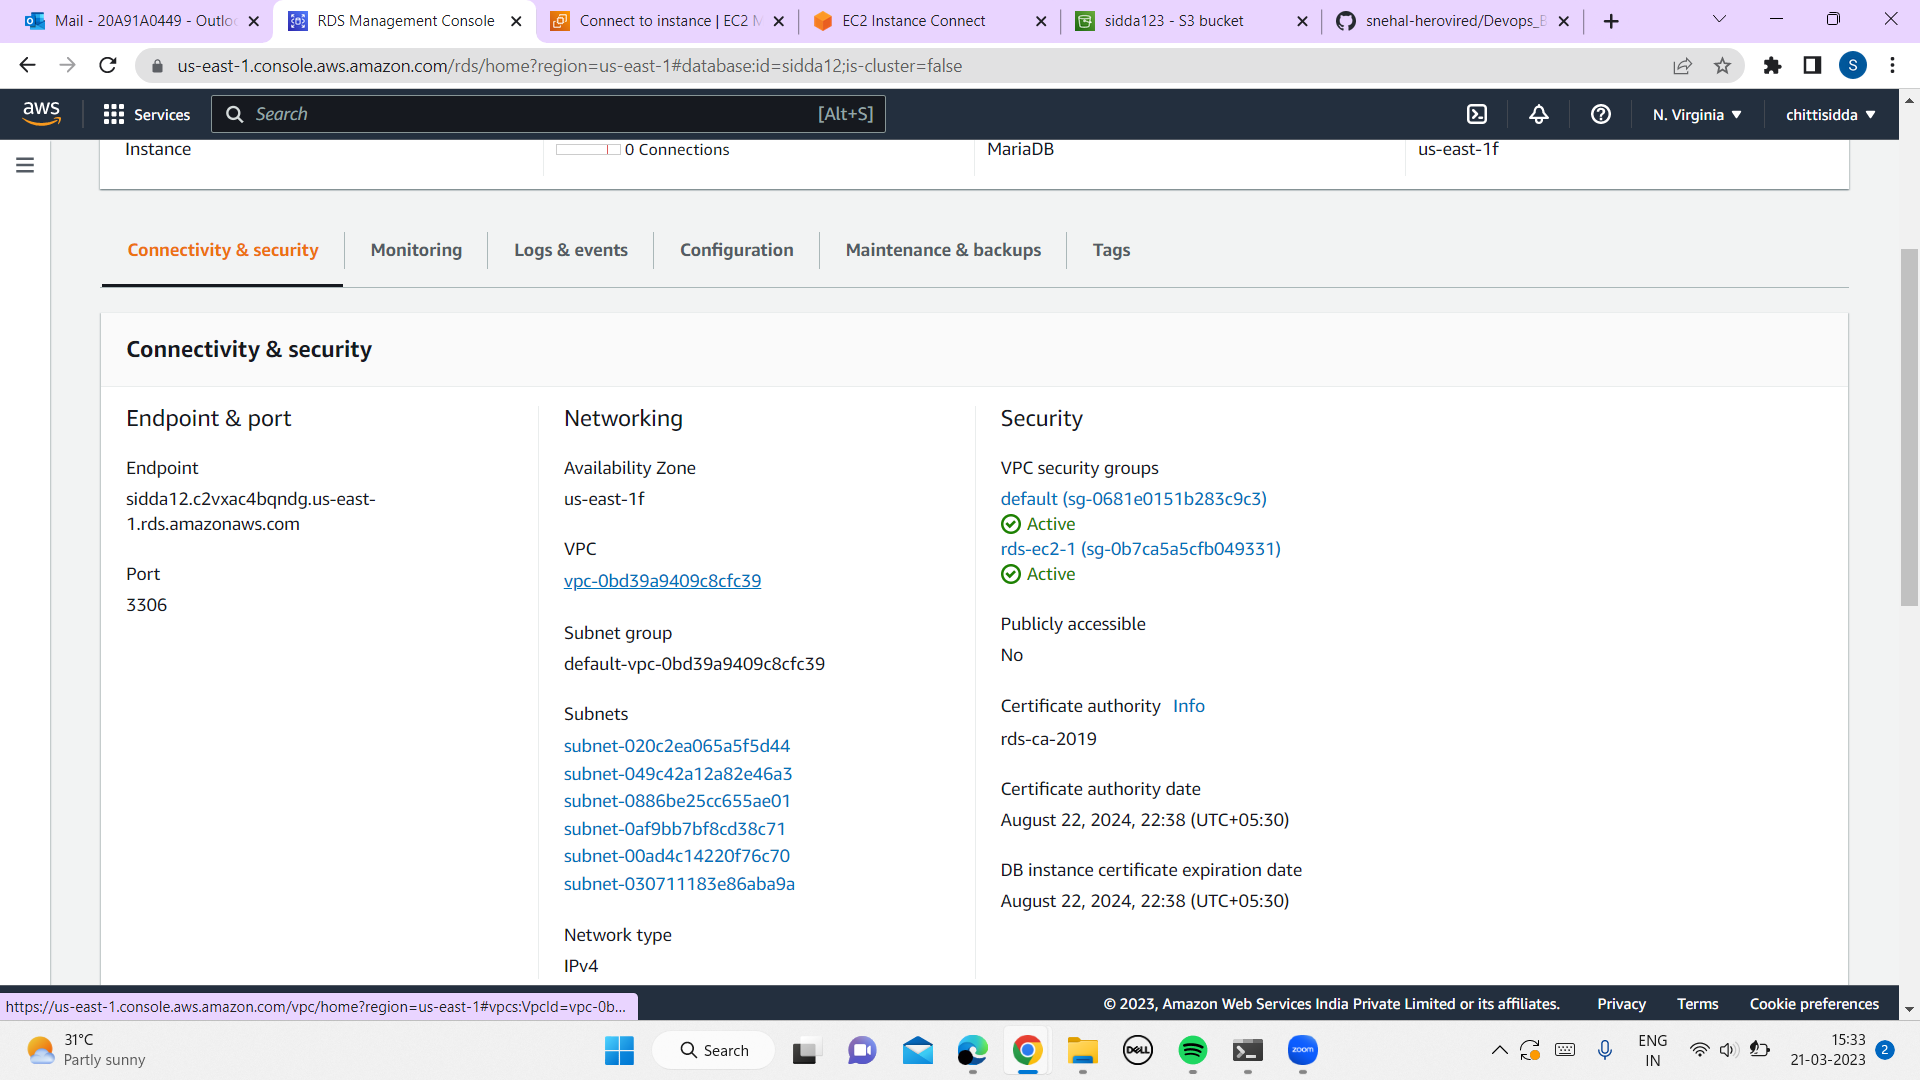 Mail - 20A91A0449 - Outlo
RDS Management Console
Connect to instance | EC2 M
EC2 Instance Connect
sidda123 - S3 bucket
snehal-herovired/Devops_B
us-east-1.console.aws.amazon.com/rds/home?region=us-east-1#database:id=sidda12;is-cluster=false
S
aws
Services
Search
[Alt+S]
N. Virginia
chittisidda
Instance
0 Connections
MariaDB
us-east-1f
Connectivity & security
Monitoring
Logs & events
Configuration
Maintenance & backups
Tags
Connectivity & security
Endpoint & port
Endpoint
sidda12.c2vxac4bqndg.us-east-
1.rds.amazonaws.com
Port
3306
Networking
Availability Zone
us-east-1f
VPC
vpc-0bd39a9409c8cfc39
Subnet group
default-vpc-0bd39a9409c8cfc39
Subnets
subnet-020c2ea065a5f5d44
subnet-049c42a12a82e46a3
subnet-0886be25cc655ae01
subnet-0af9bb7bf8cd38c71
subnet-00ad4c14220f76c70
subnet-030711183e86aba9a
Network type
IPv4
Security
VPC security groups
default (sg-0681e0151b283c9c3)
Active
rds-ec2-1 (sg-0b7ca5a5cfb049331)
Active
Publicly accessible
No
Certificate authority Info
rds-ca-2019
Certificate authority date
August 22, 2024, 22:38 (UTC+05:30)
DB instance certificate expiration date
August 22, 2024, 22:38 (UTC+05:30)
https://us-east-1.console.aws.amazon.com/vpc/home?region=us-east-1#vpcs:VpcId=vpc-0b...
© 2023, Amazon Web Services India Private Limited or its affiliates.
Privacy
Terms
Cookie preferences
31°C
Partly sunny
Search
DELL
zoom
ENG
IN
15:33
21-03-2023
2